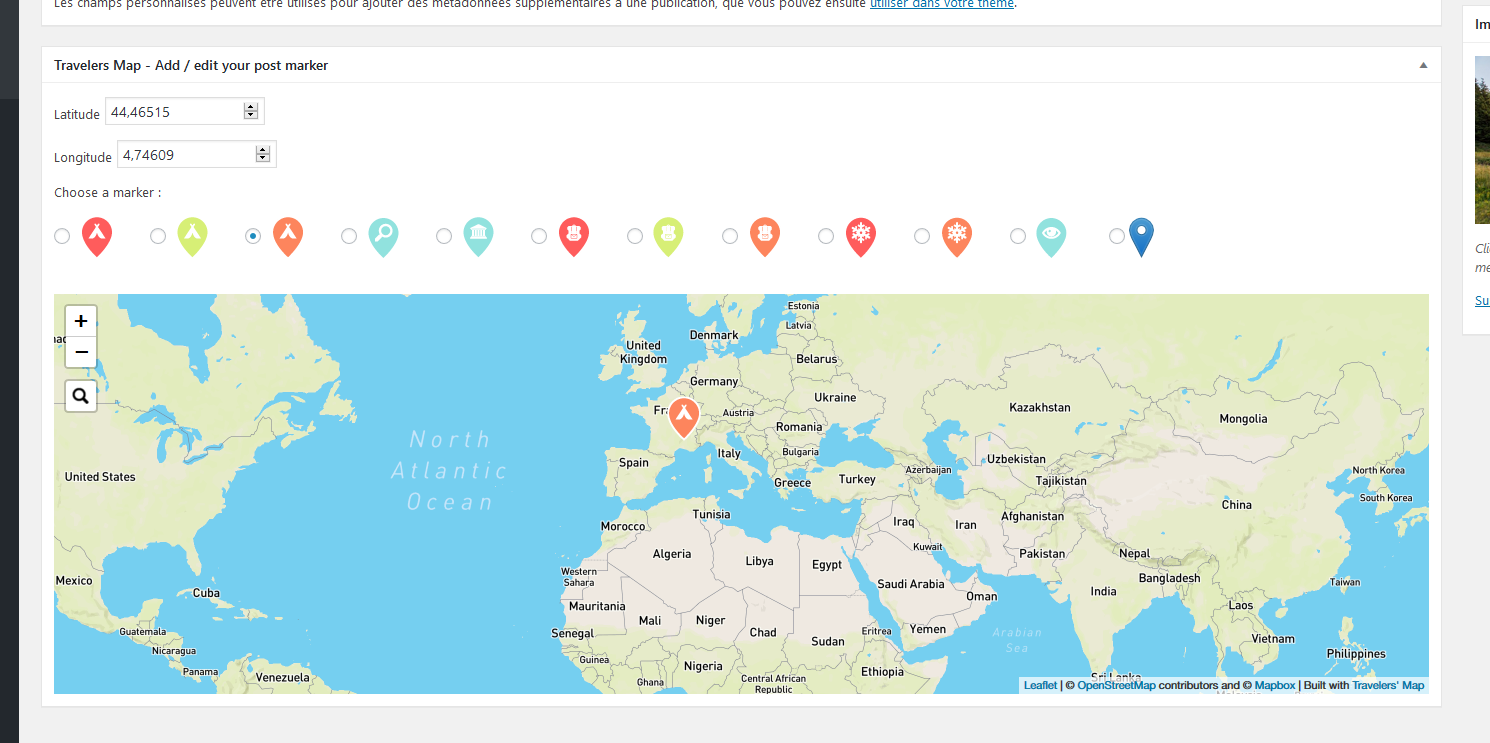 Les champs personnalisés peuvent être utilisés pour ajouter des métadonnées supplémentaires à une publication, que vous pouvez ensuite utiliser dans votre thème.
Travelers Map - Add / edit your post marker
Latitude 44,46515
Longitude 4,74609
Choose a marker :
+
−
Estonia
Latvia
Denmark
United Kingdom
Belarus
Germany
Ukraine
Austria
Romania
Kazakhstan
Mongolia
North Atlantic Ocean
Bulgaria
Italy
Spain
United States
Greece
Turkey
Azerbaijan
Uzbekistan
Tajikistan
North Korea
South Korea
China
Tunisia
Morocco
Iraq
Iran
Afghanistan
Algeria
Libya
Egypt
Kuwait
Pakistan
Nepal
Mexico
Western Sahara
Saudi Arabia
Bangladesh
Taiwan
Cuba
Oman
India
Mauritania
Mali
Niger
Laos
Guatemala
Senegal
Chad
Sudan
Eritrea
Yemen
Arabian Sea
Vietnam
Nicaragua
Philippines
Guinea
Nigeria
Ethiopia
Panama
Venezuela
Ghana
Central African Republic
Sri Lanka
Leaflet | © OpenStreetMap contributors and © Mapbox | Built with Travelers' Map